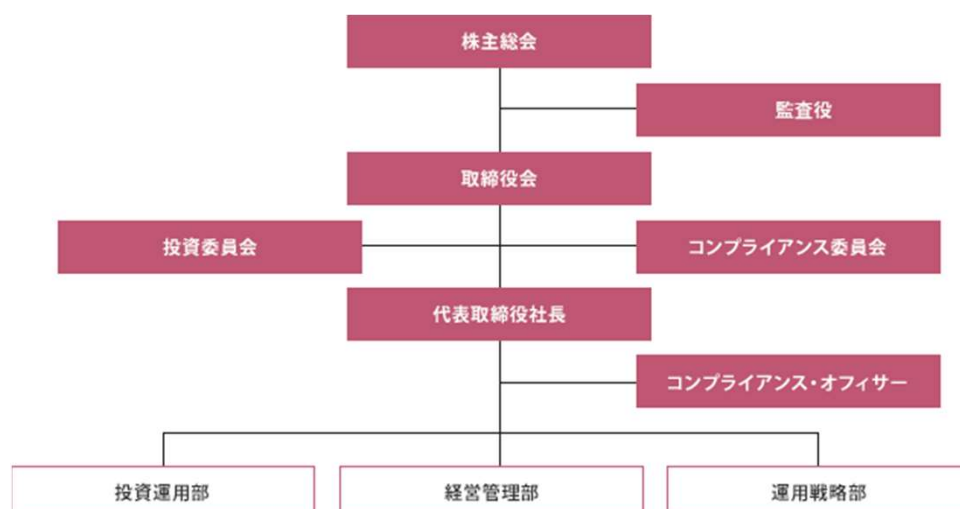 株主総会
監査役
取締役会
投資委員会
コンプライアンス委員会
代表取締役社長
コンプライアンス・オフィサー
投資運用部
経営管理部
運用戦略部